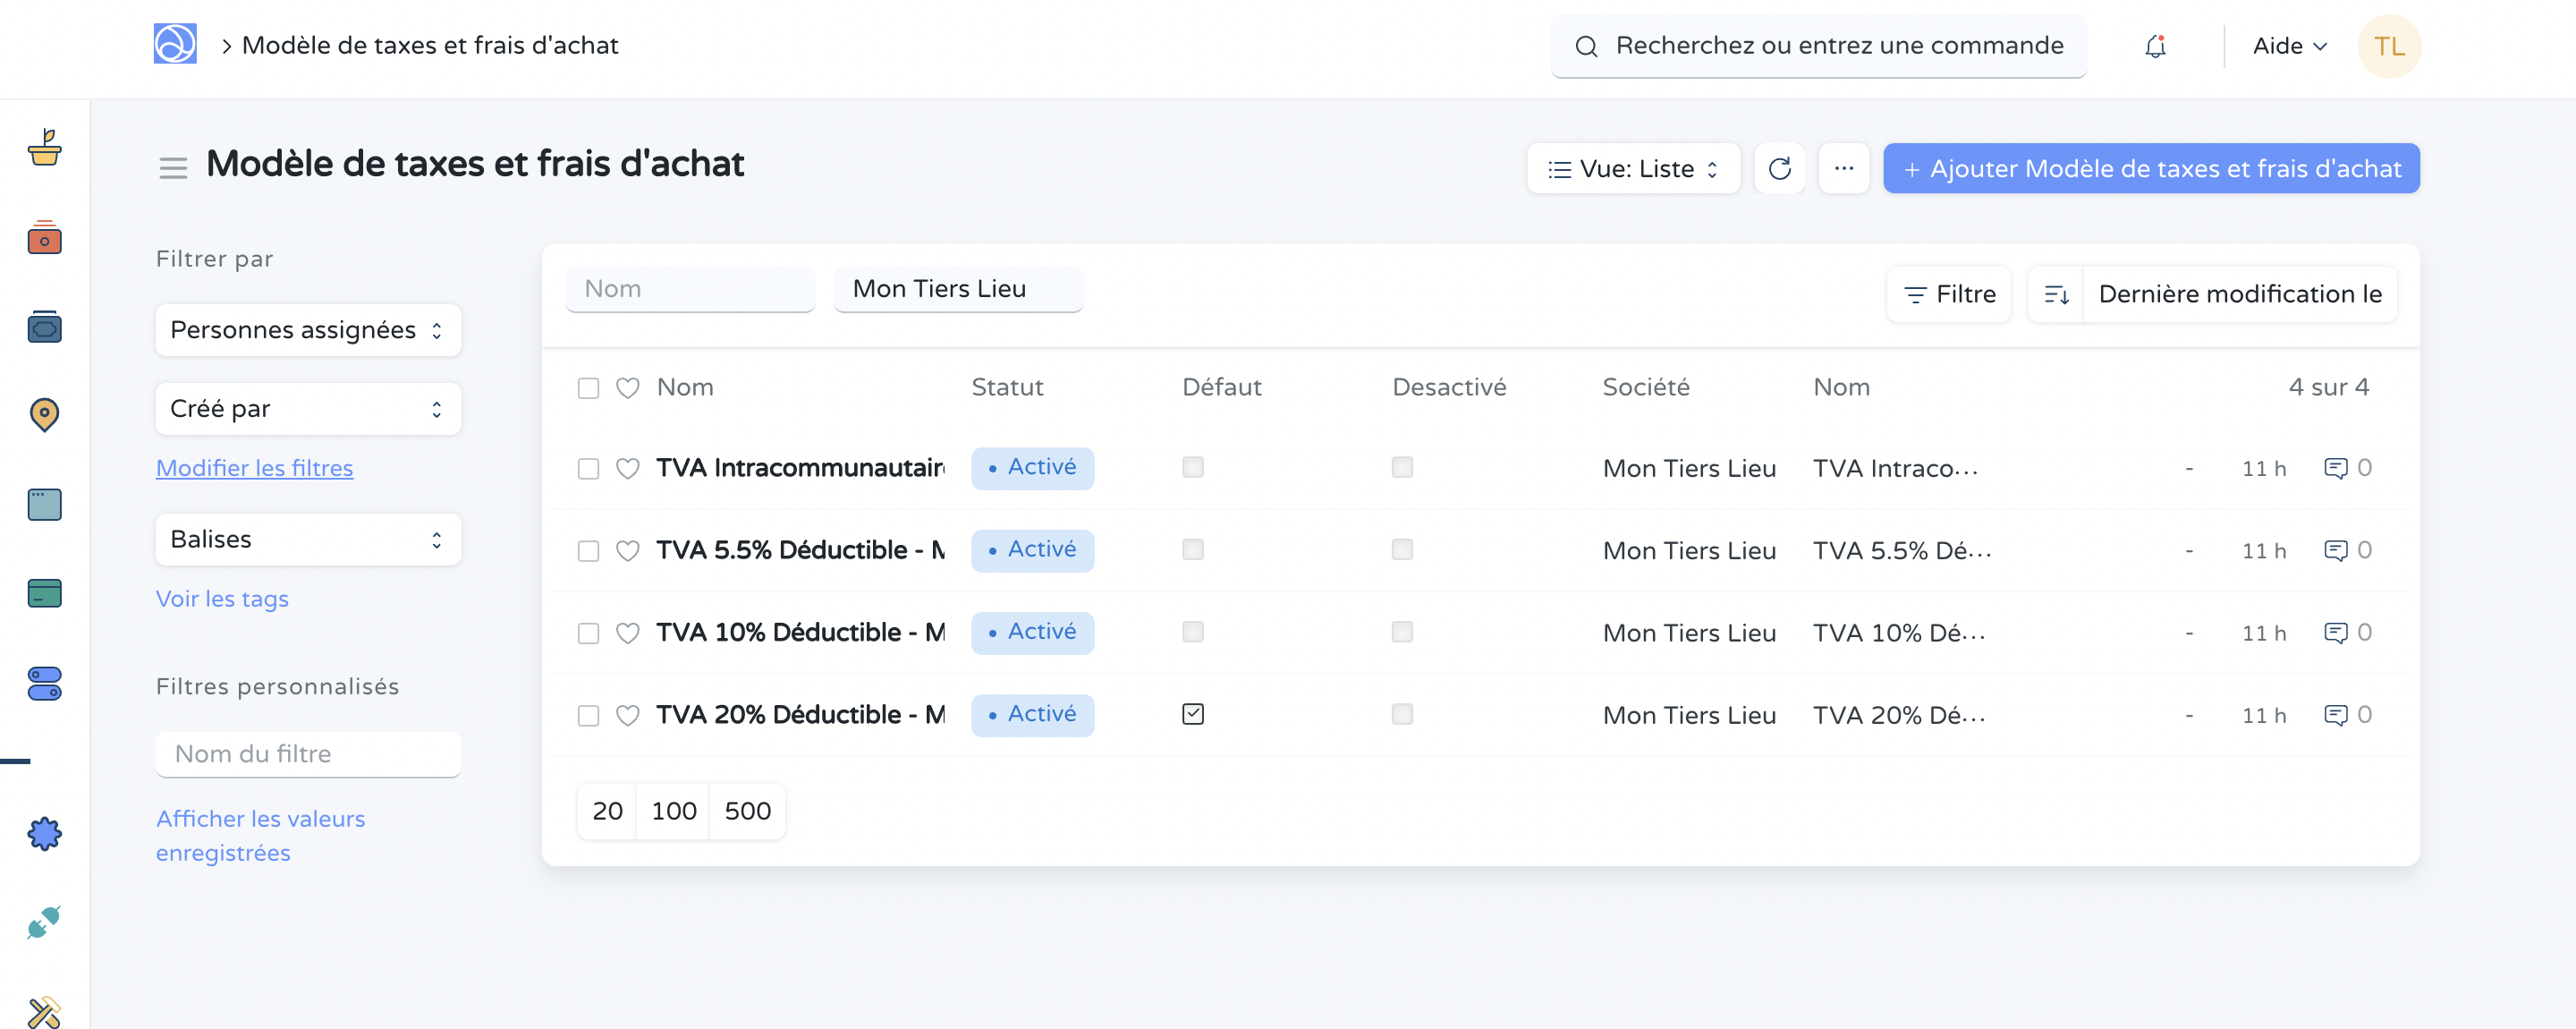 Modèle de taxes et frais d'achat
Recherchez ou entrez une commande
Aide
TL
Modèle de taxes et frais d'achat
Vue: Liste
···
+ Ajouter Modèle de taxes et frais d'achat
Filtrer par
Personnes assignées
Créé par
Modifier les filtres
Balises
Voir les tags
Filtres personnalisés
Nom du filtre
Afficher les valeurs
enregistrées
Nom
Mon Tiers Lieu
Filtre
Dernière modification le
Nom Statut Défaut Desactivé Société Nom 4 sur 4
TVA Intracommunautaire Activé Mon Tiers Lieu TVA Intraco... - 11 h 0
TVA 5.5% Déductible - M Activé Mon Tiers Lieu TVA 5.5% Dé... - 11 h 0
TVA 10% Déductible - M Activé Mon Tiers Lieu TVA 10% Dé... - 11 h 0
TVA 20% Déductible - M Activé Mon Tiers Lieu TVA 20% Dé... - 11 h 0
20 100 500